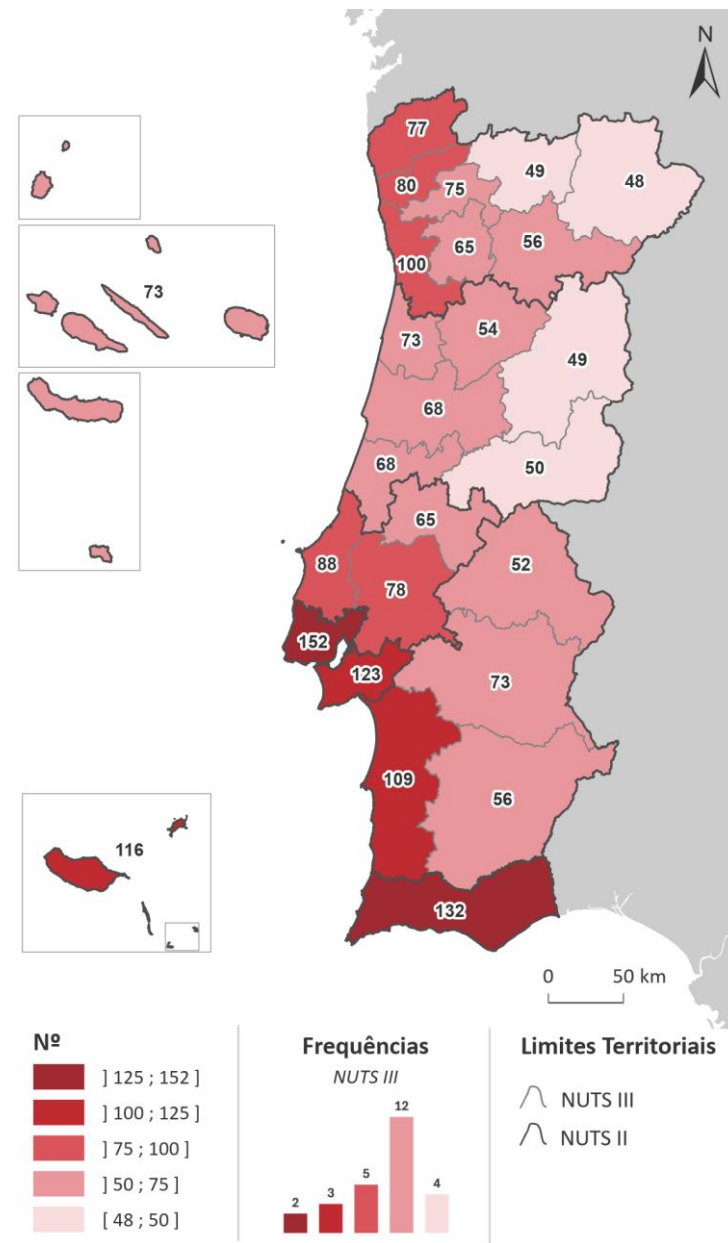 N
77
49
48
80
75
56
65
100
73
54
73
49
68
68
50
65
88
52
78
152
123
73
109
56
116
132
0 50 km
Nº
] 125 ; 152 ]
] 100 ; 125 ]
] 75 ; 100 ]
] 50 ; 75 ]
[ 48 ; 50 ]
Frequências
NUTS III
12
5
4
3
2
Limites Territoriais
NUTS III
NUTS II